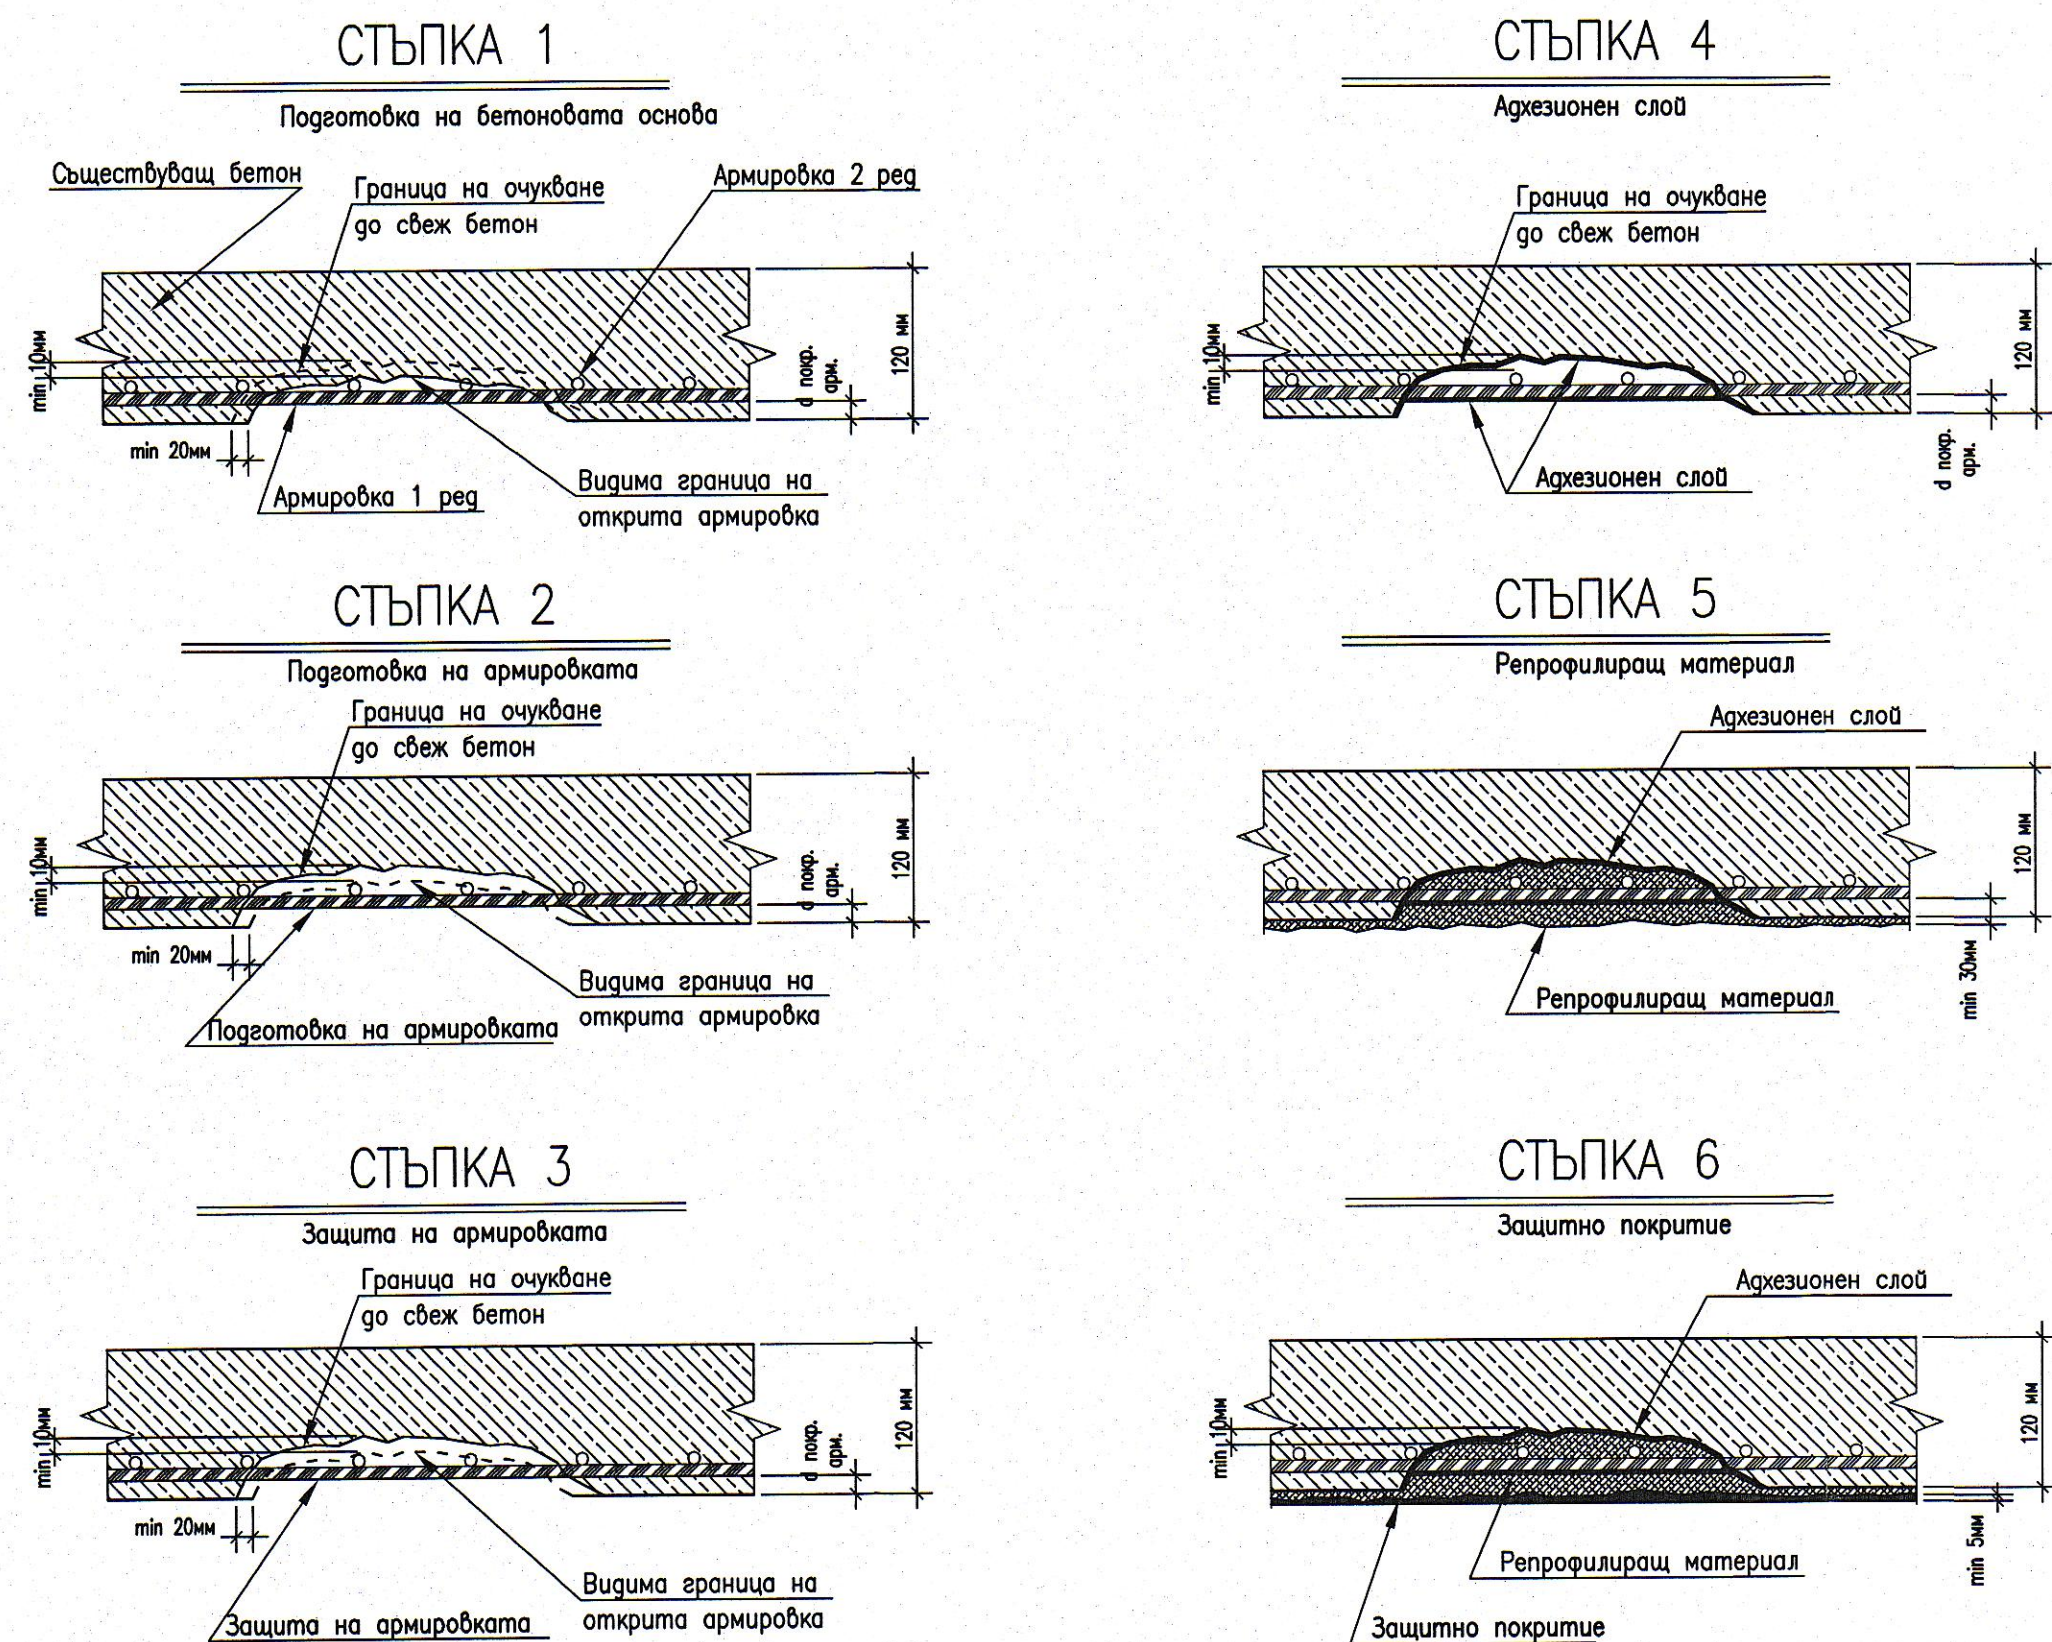 СТЪПКА 1
Подготовка на бетоновата основа
Съществуващ бетон
Граница на очукване
до свеж бетон
Армировка 2 ред
min 10мм
120 мм
d покр.
арм.
min 20мм
Армировка 1 ред
Видима граница на
открита армировка
СТЪПКА 2
Подготовка на армировката
Граница на очукване
до свеж бетон
min 10мм
120 мм
d покр.
арм.
min 20мм
Подготовка на армировката
Видима граница на
открита армировка
СТЪПКА 3
Защита на армировката
Граница на очукване
до свеж бетон
min 10мм
120 мм
d покр.
арм.
min 20мм
Защита на армировката
Видима граница на
открита армировка
СТЪПКА 4
Адхезионен слой
Граница на очукване
до свеж бетон
min 10мм
120 мм
d покр.
арм.
Адхезионен слой
СТЪПКА 5
Репрофилиращ материал
Адхезионен слой
120 мм
min 30мм
Репрофилиращ материал
СТЪПКА 6
Защитно покритие
Адхезионен слой
min 10мм
120 мм
min 5мм
Репрофилиращ материал
Защитно покритие